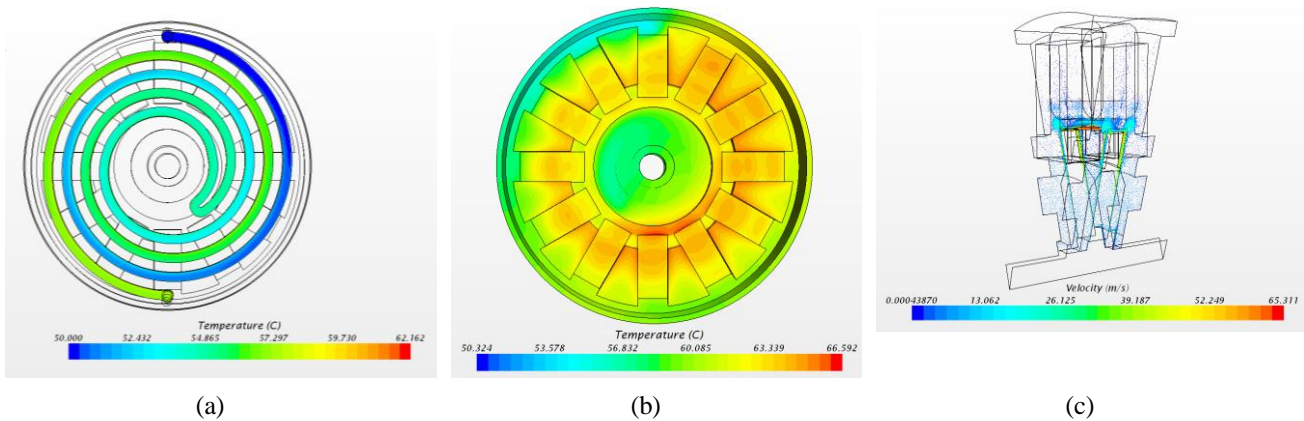 Temperature (C)
50.000 52.432 54.865 57.297 59.730 62.162
(a)
Temperature (C)
50.324 53.578 56.832 60.085 63.339 66.592
(b)
Velocity (m/s)
0.00043870 13.062 26.125 39.187 52.249 65.311
(c)